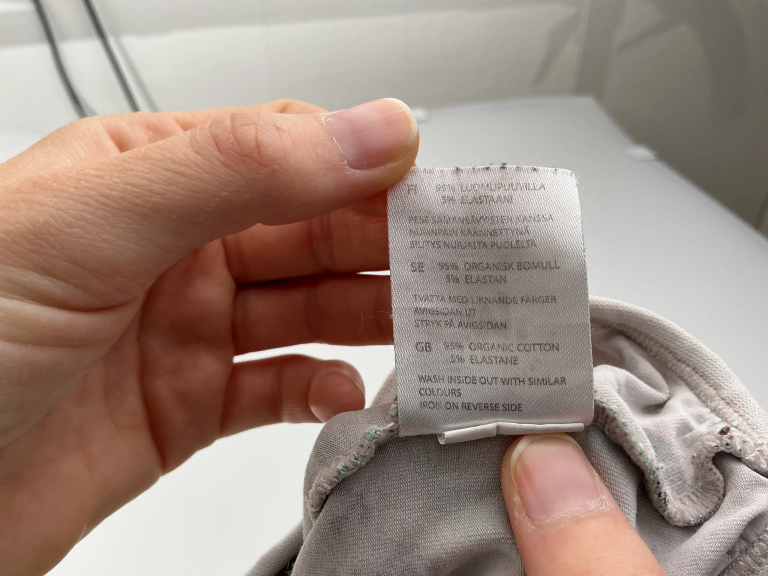 FI 95% LUOMUPUUVILLA
5% ELASTAANI
PESE SAMANSÄVYISTEN KANSSA
NURINPÄIN KÄÄNNETTYNÄ
SILITYS NURJALTA PUOLELTA
SE 95% ORGANISK BOMULL
5% ELASTAN
TVÄTTA MED LIKNANDE FÄRGER
AVIGSIDAN UT
STRYK PÅ AVIGSIDAN
GB 95% ORGANIC COTTON
5% ELASTANE
WASH INSIDE OUT WITH SIMILAR
COLOURS
IRON ON REVERSE SIDE